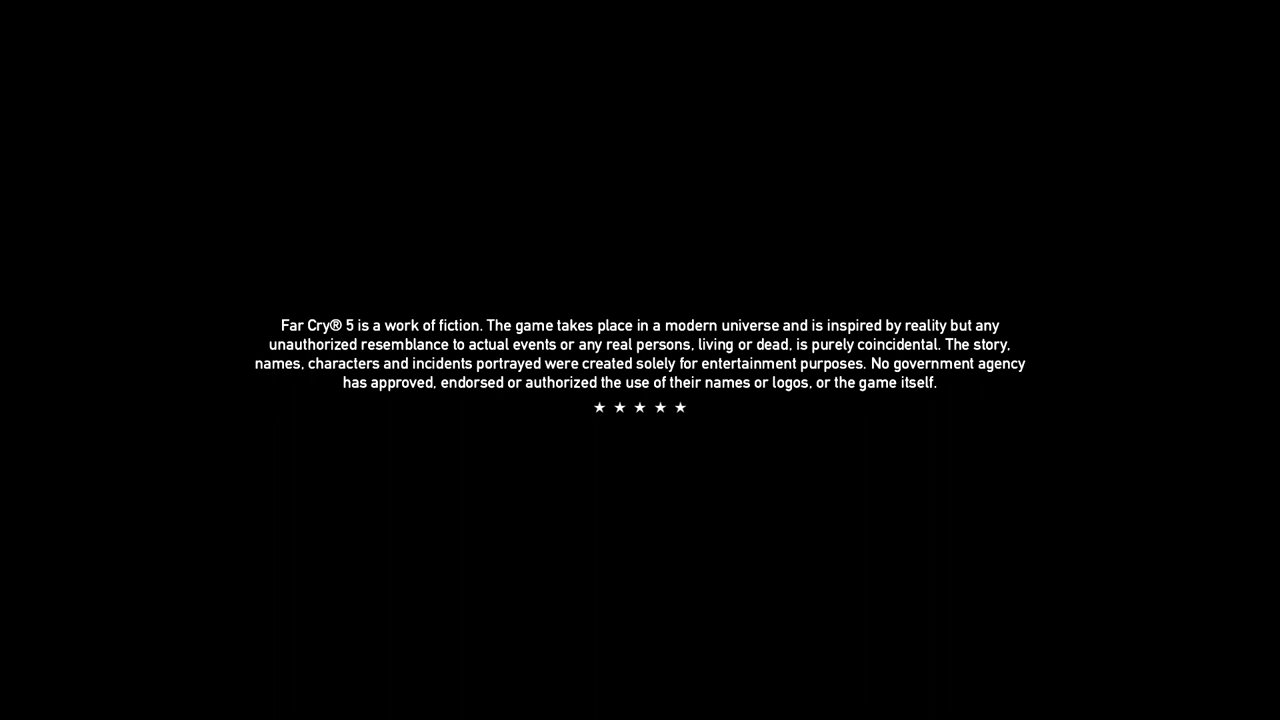 Far Cry® 5 is a work of fiction. The game takes place in a modern universe and is inspired by reality but any
unauthorized resemblance to actual events or any real persons, living or dead, is purely coincidental. The story,
names, characters and incidents portrayed were created solely for entertainment purposes. No government agency
has approved, endorsed or authorized the use of their names or logos, or the game itself.
★ ★ ★ ★ ★